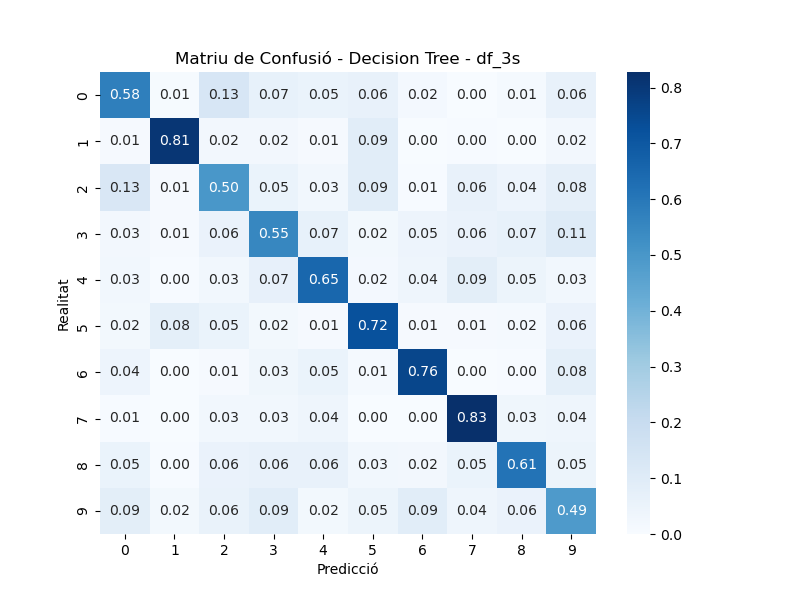 Matriu de Confusió - Decision Tree - df_3s
0 0.58 0.01 0.13 0.07 0.05 0.06 0.02 0.00 0.01 0.06
1 0.01 0.81 0.02 0.02 0.01 0.09 0.00 0.00 0.00 0.02
2 0.13 0.01 0.50 0.05 0.03 0.09 0.01 0.06 0.04 0.08
3 0.03 0.01 0.06 0.55 0.07 0.02 0.05 0.06 0.07 0.11
4 0.03 0.00 0.03 0.07 0.65 0.02 0.04 0.09 0.05 0.03
5 0.02 0.08 0.05 0.02 0.01 0.72 0.01 0.01 0.02 0.06
6 0.04 0.00 0.01 0.03 0.05 0.01 0.76 0.00 0.00 0.08
7 0.01 0.00 0.03 0.03 0.04 0.00 0.00 0.83 0.03 0.04
8 0.05 0.00 0.06 0.06 0.06 0.03 0.02 0.05 0.61 0.05
9 0.09 0.02 0.06 0.09 0.02 0.05 0.09 0.04 0.06 0.49
0 1 2 3 4 5 6 7 8 9
Predicció
Realitat
0.8
0.7
0.6
0.5
0.4
0.3
0.2
0.1
0.0